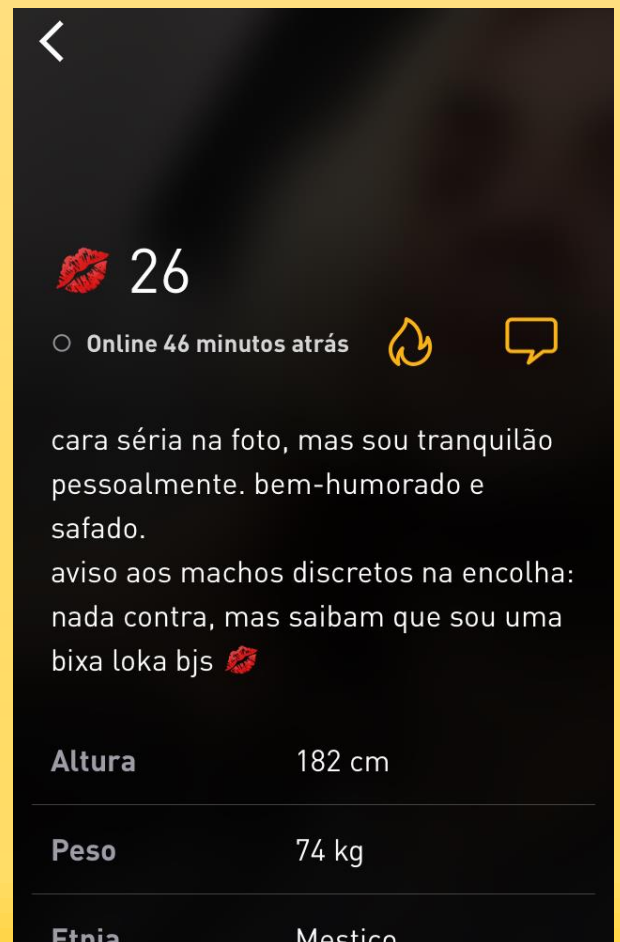 💋 26
Online 46 minutos atrás
cara séria na foto, mas sou tranquilão
pessoalmente. bem-humorado e
safado.
aviso aos machos discretos na encolha:
nada contra, mas saibam que sou uma
bixa loka bjs 💋
Altura 182 cm
Peso 74 kg
Etnia Mestiço